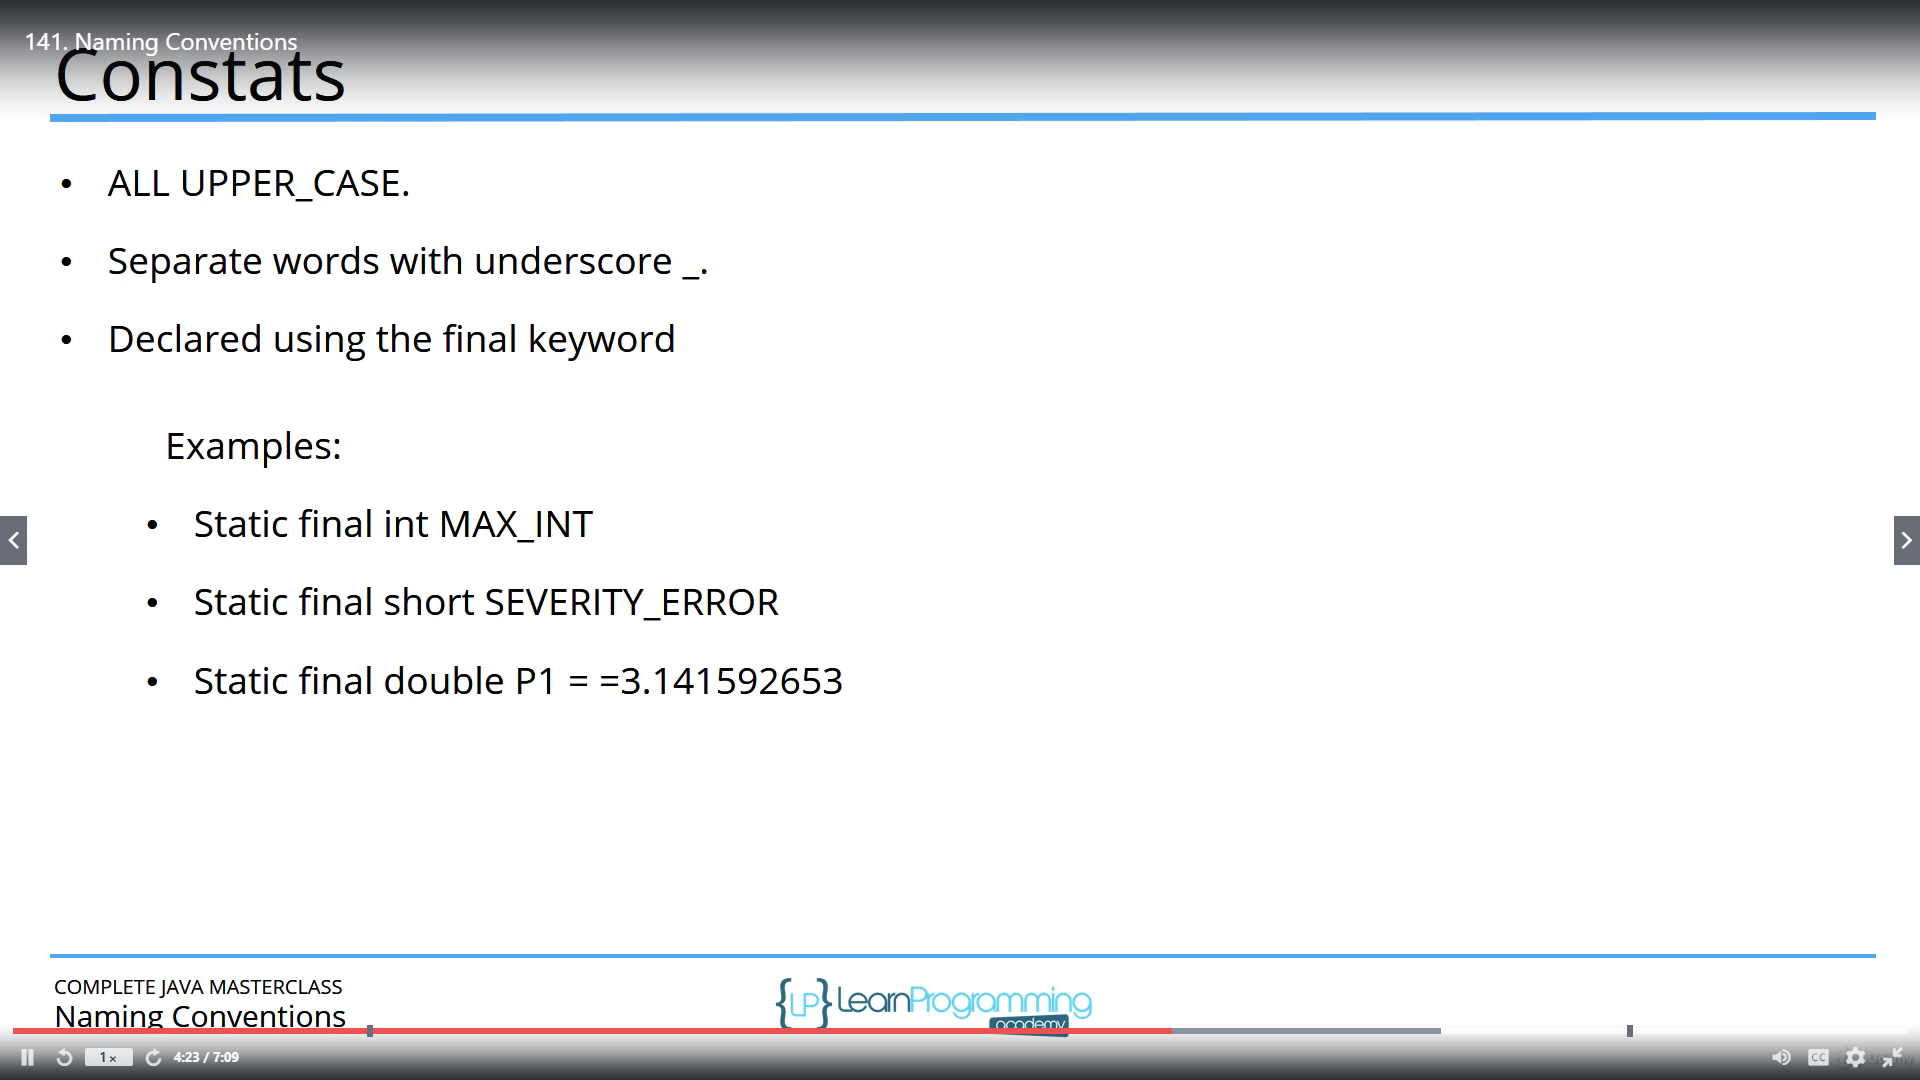 141. Naming Conventions
Constats
• ALL UPPER_CASE.
• Separate words with underscore _.
• Declared using the final keyword
Examples:
• Static final int MAX_INT
• Static final short SEVERITY_ERROR
• Static final double P1 = =3.141592653
COMPLETE JAVA MASTERCLASS
Naming Conventions
{LP} LearnProgramming
academy
1x
4:23 / 7:09
CC